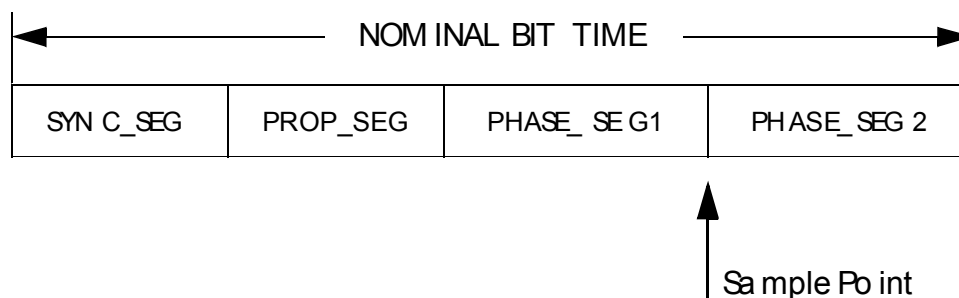 NOMINAL BIT TIME
SYNC_SEG PROP_SEG PHASE_SEG1 PHASE_SEG2
Sample Point